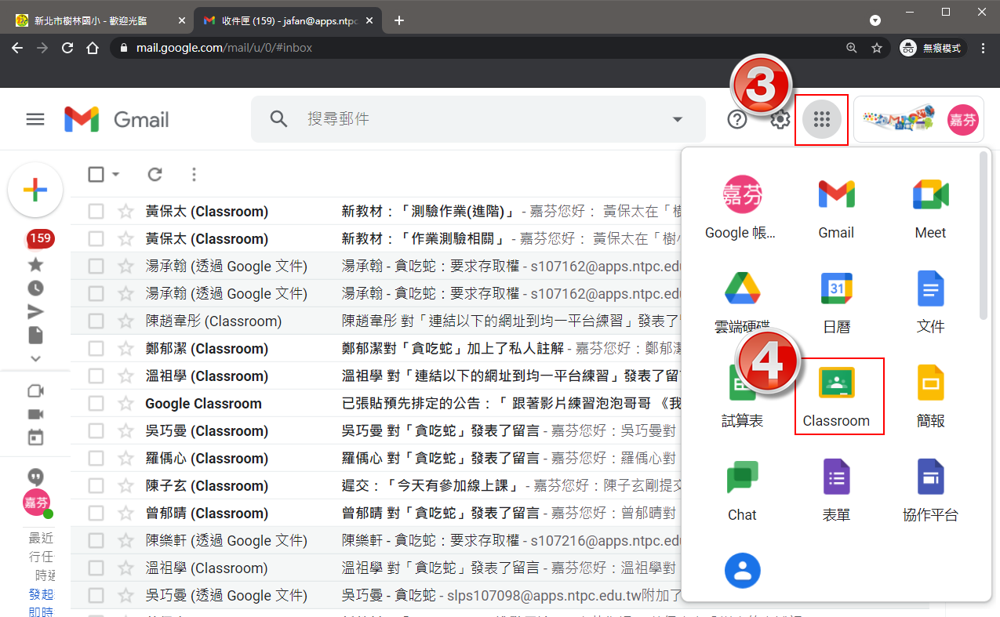 新北市樹林國小 - 歡迎光臨
收件匣 (159) - jafan@apps.ntpc
mail.google.com/mail/u/0/#inbox
無痕模式
3
Gmail
搜尋郵件
嘉芬
159
黃保太 (Classroom) 新教材：「測驗作業(進階)」 - 嘉芬您好： 黃保太在「樹
黃保太 (Classroom) 新教材：「作業測驗相關」 - 嘉芬您好： 黃保太在「樹小
湯承翰 (透過 Google 文件) 湯承翰 - 貪吃蛇：要求存取權 - s107162@apps.ntpc.edu
湯承翰 (透過 Google 文件) 湯承翰 - 貪吃蛇：要求存取權 - s107162@apps.ntpc.edu
陳趙韋彤 (Classroom) 陳趙韋彤 對「連結以下的網址到均一平台練習」發表了
鄭郁潔 (Classroom) 鄭郁潔對「貪吃蛇」加上了私人註解 - 嘉芬您好：鄭郁
溫祖學 (Classroom) 溫祖學 對「連結以下的網址到均一平台練習」發表了留
Google Classroom 已張貼預先排定的公告：「 跟著影片練習泡泡哥哥 《我
吳巧曼 (Classroom) 吳巧曼 對「貪吃蛇」發表了留言 - 嘉芬您好：吳巧曼對
羅偊心 (Classroom) 羅偊心 對「貪吃蛇」發表了留言 - 嘉芬您好：羅偊心對
陳子玄 (Classroom) 遲交：「今天有參加線上課」 - 嘉芬您好：陳子玄剛提交
曾郁晴 (Classroom) 曾郁晴 對「貪吃蛇」發表了留言 - 嘉芬您好：曾郁晴對
陳樂軒 (透過 Google 文件) 陳樂軒 - 貪吃蛇：要求存取權 - s107216@apps.ntpc.edu
溫祖學 (Classroom) 溫祖學 對「貪吃蛇」發表了留言 - 嘉芬您好：溫祖學對
吳巧曼 (透過 Google 文件) 吳巧曼 - 貪吃蛇 - slps107098@apps.ntpc.edu.tw附加了
嘉芬
最近
行任
時通
發起
即時
嘉芬
Google 帳... Gmail Meet
31
雲端硬碟 日曆 文件
4
試算表 Classroom 簡報
Chat 表單 協作平台